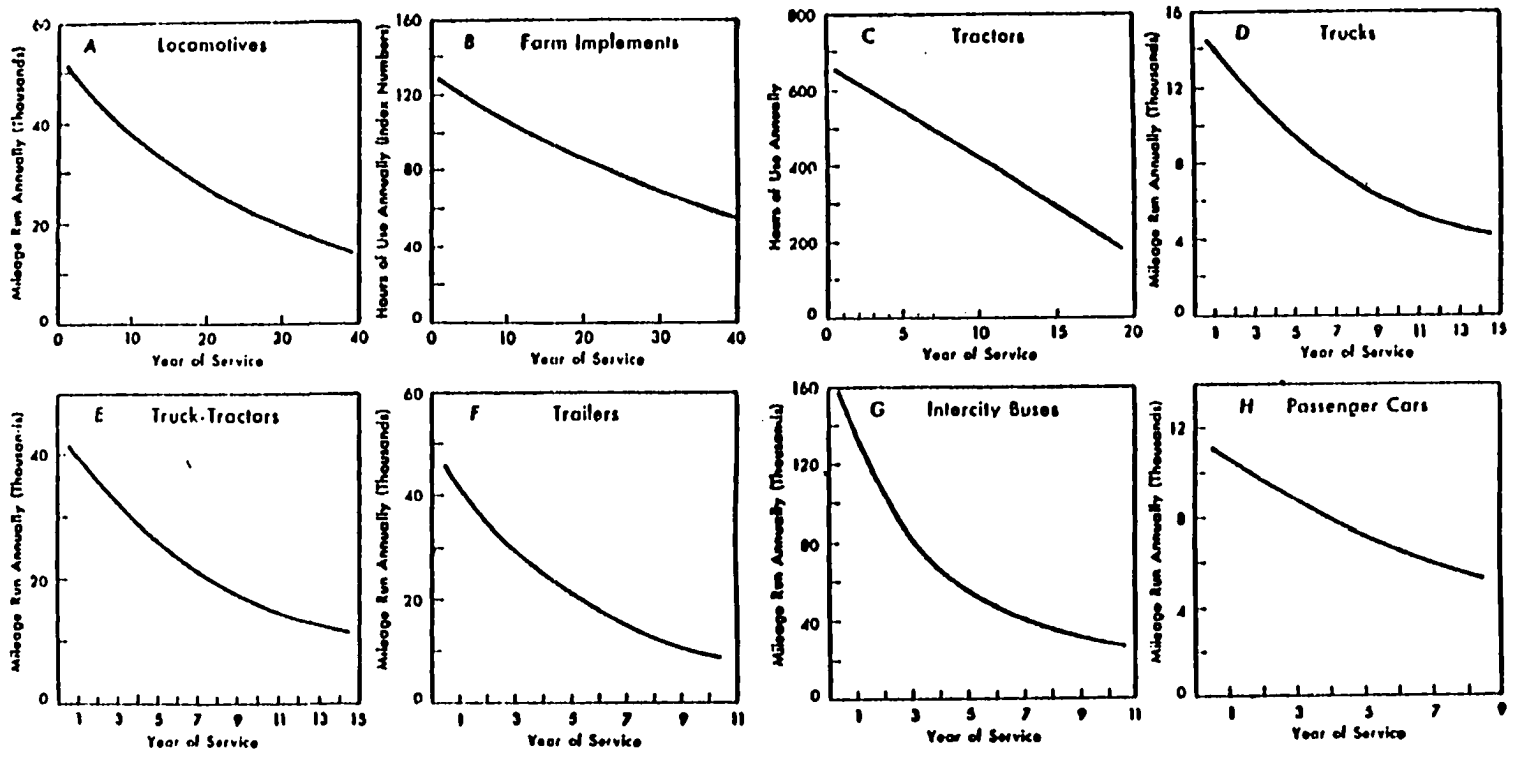 A Locomotives
Mileage Run Annually (Thousands)
60
40
20
0
0 10 20 30 40
Year of Service
B Farm Implements
Hours of Use Annually (Index Numbers)
160
120
80
40
0
0 10 20 30 40
Year of Service
C Tractors
Hours of Use Annually
800
600
400
200
0
0 5 10 15 20
Year of Service
D Trucks
Mileage Run Annually (Thousands)
16
12
8
4
0
1 3 5 7 9 11 13 15
Year of Service
E Truck-Tractors
Mileage Run Annually (Thousands)
40
20
0
1 3 5 7 9 11 13 15
Year of Service
F Trailers
Mileage Run Annually (Thousands)
60
40
20
0
1 3 5 7 9 11
Year of Service
G Intercity Buses
Mileage Run Annually (Thousands)
160
120
80
40
0
1 3 5 7 9 11
Year of Service
H Passenger Cars
Mileage Run Annually (Thousands)
12
8
4
0
1 3 5 7 9
Year of Service